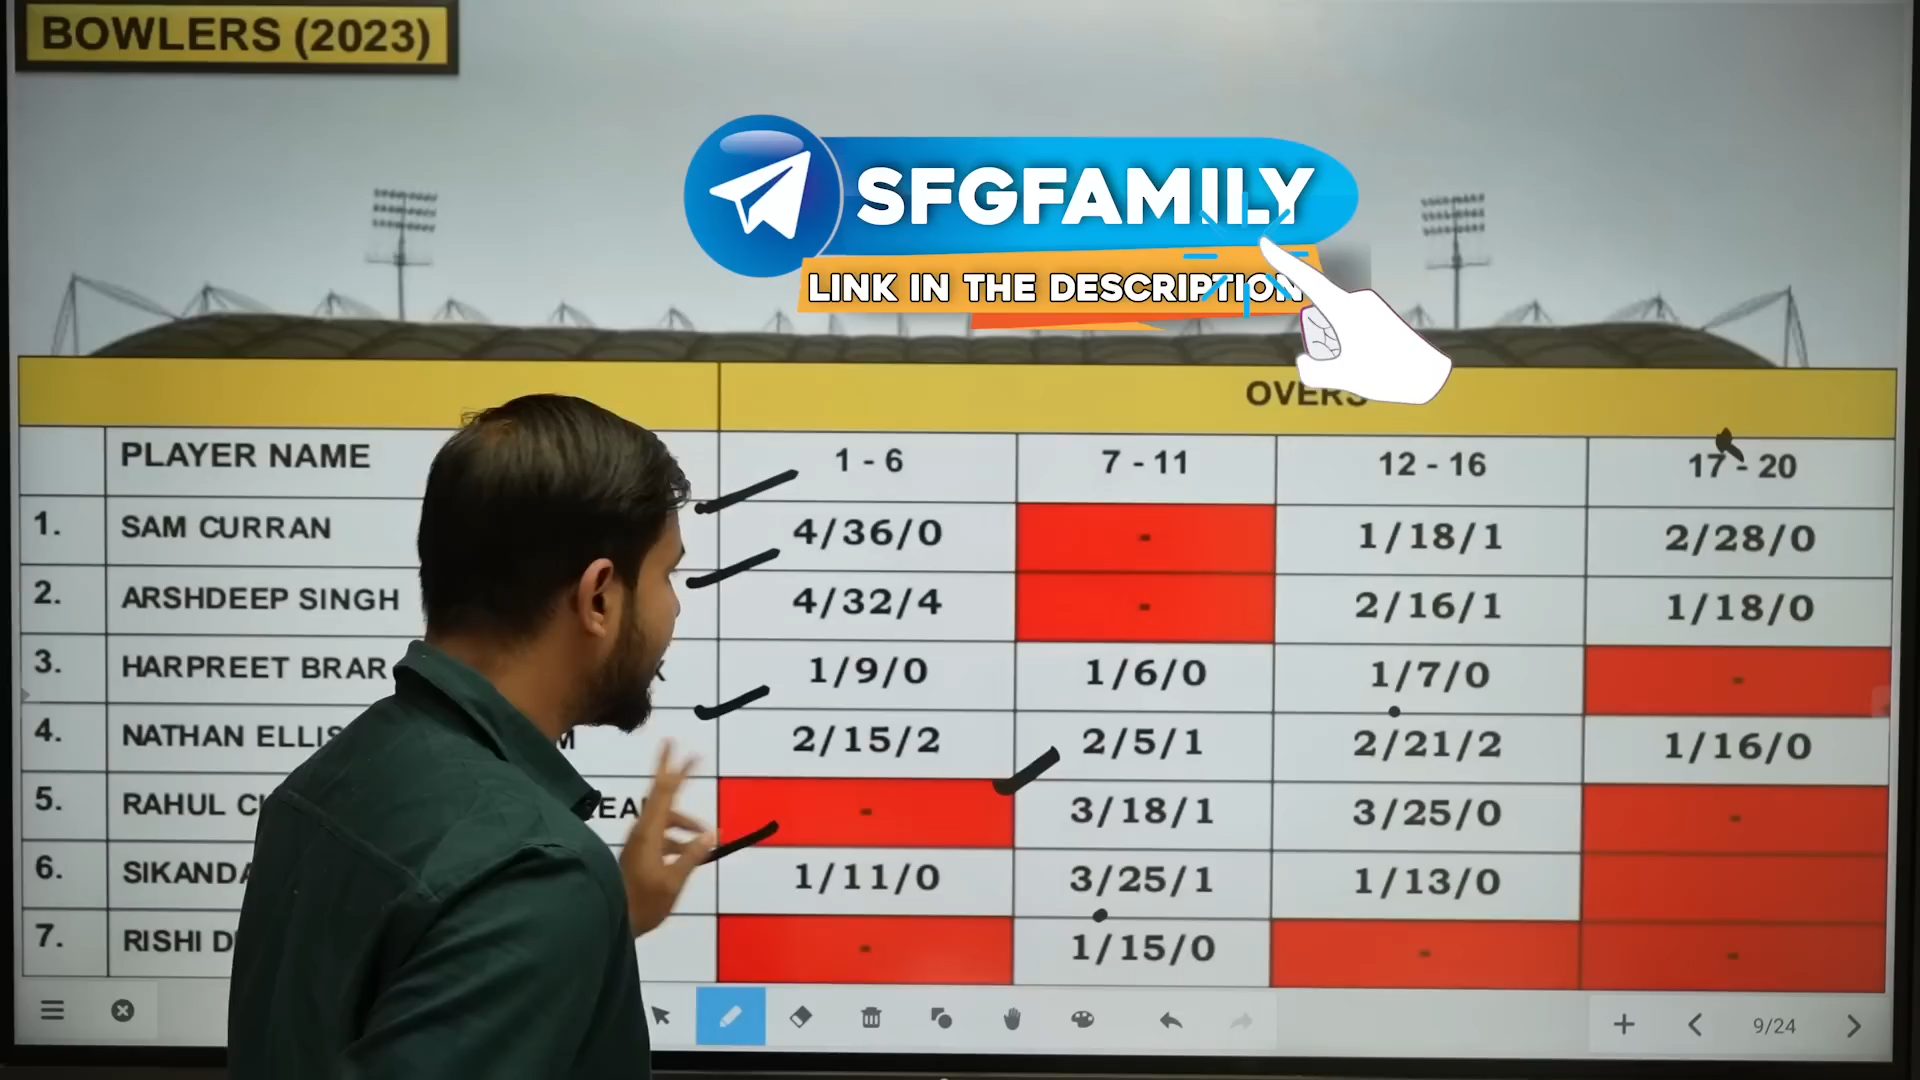 BOWLERS (2023)
SFGFAMILY
LINK IN THE DESCRIPTION
OVERS
PLAYER NAME 1 - 6 7 - 11 12 - 16 17 - 20
1. SAM CURRAN 4/36/0 - 1/18/1 2/28/0
2. ARSHDEEP SINGH 4/32/4 - 2/16/1 1/18/0
3. HARPREET BRAR 1/9/0 1/6/0 1/7/0 -
4. NATHAN ELLIS 2/15/2 2/5/1 2/21/2 1/16/0
5. RAHUL - 3/18/1 3/25/0 -
6. 1/11/0 3/25/1 1/13/0
7. RISHI - 1/15/0 - -
9/24